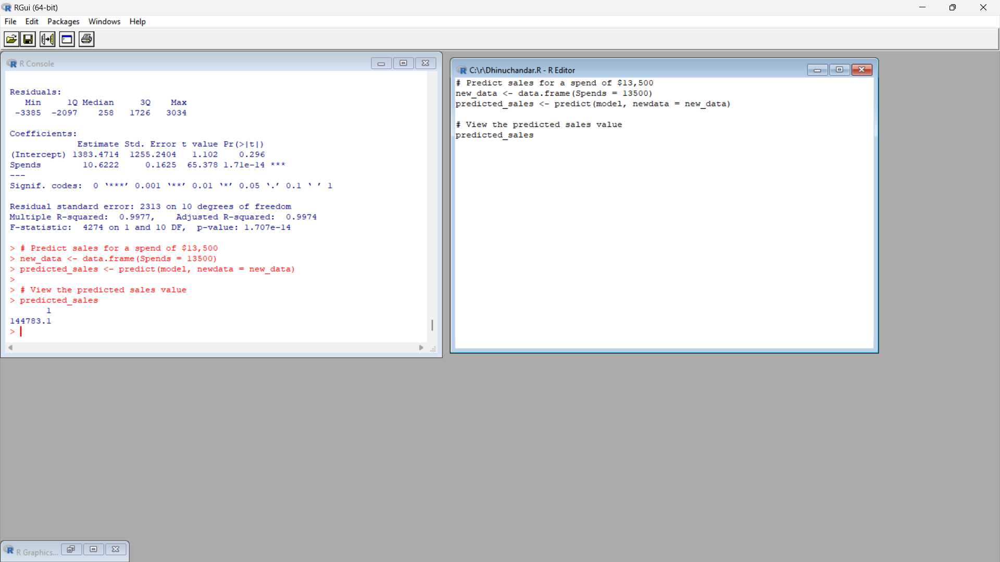 RGui (64-bit)
File Edit Packages Windows Help
R Console
Residuals:
   Min     1Q Median     3Q    Max
 -3385  -2097    258   1726   3034
Coefficients:
             Estimate Std. Error t value Pr(>|t|)
(Intercept) 1383.4714  1255.2404   1.102    0.296
Spends        10.6222     0.1625  65.378 1.71e-14 ***
---
Signif. codes:  0 ‘***’ 0.001 ‘**’ 0.01 ‘*’ 0.05 ‘.’ 0.1 ‘ ’ 1
Residual standard error: 2313 on 10 degrees of freedom
Multiple R-squared:  0.9977,    Adjusted R-squared:  0.9974
F-statistic:  4274 on 1 and 10 DF,  p-value: 1.707e-14
> # Predict sales for a spend of $13,500
> new_data <- data.frame(Spends = 13500)
> predicted_sales <- predict(model, newdata = new_data)
>
> # View the predicted sales value
> predicted_sales
       1
144783.1
>
C:\r\Dhinuchandar.R - R Editor
# Predict sales for a spend of $13,500
new_data <- data.frame(Spends = 13500)
predicted_sales <- predict(model, newdata = new_data)
# View the predicted sales value
predicted_sales
R Graphics...